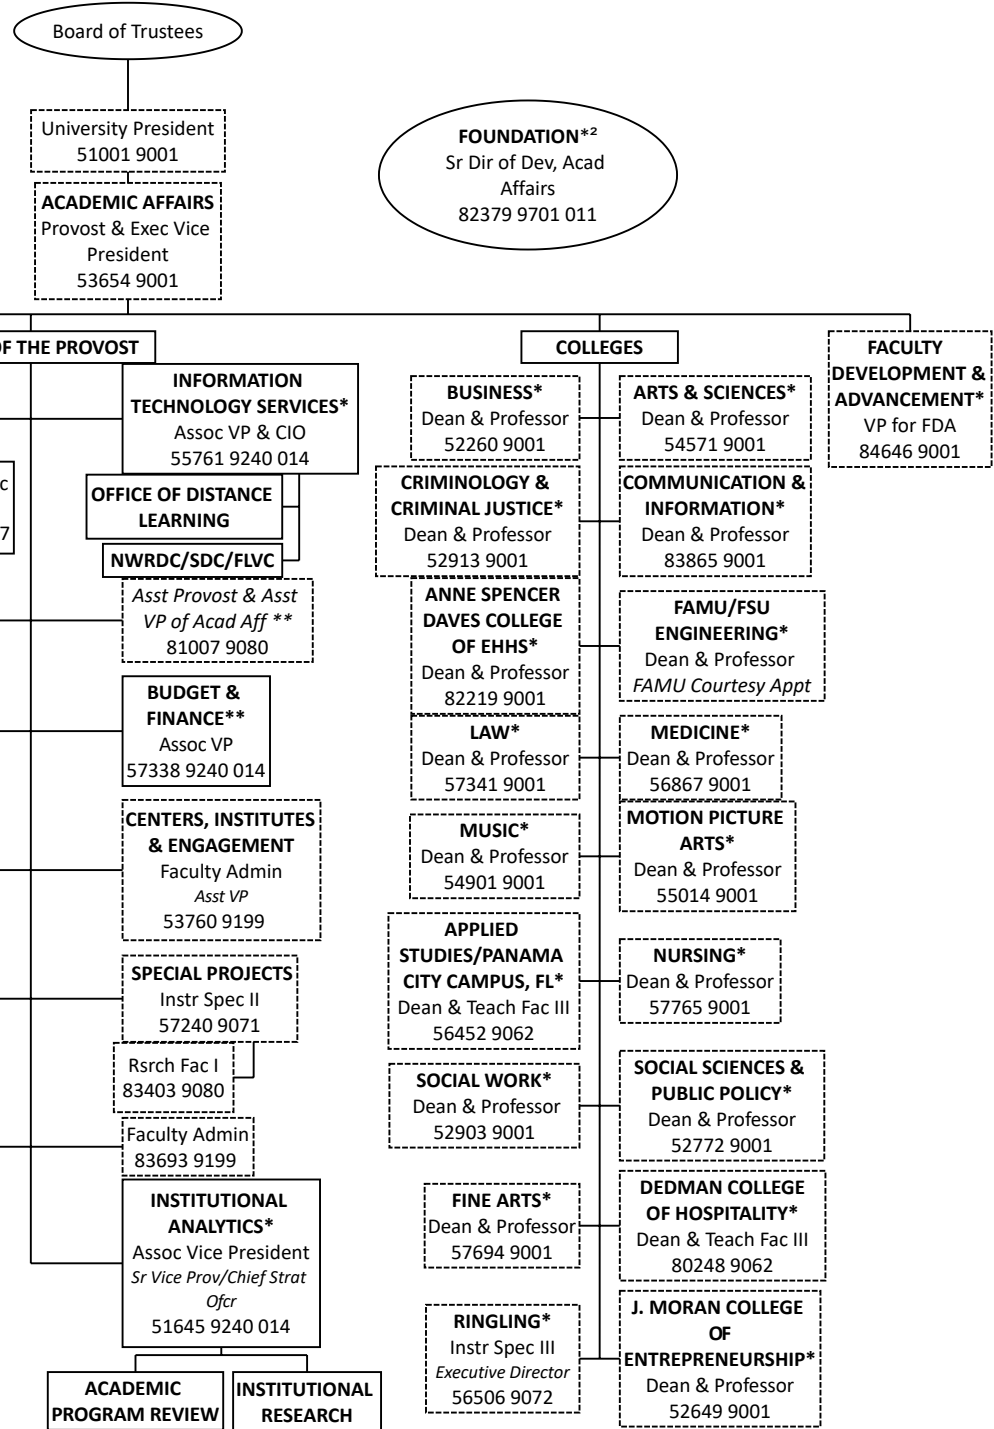 Board of Trustees
University President
51001 9001
FOUNDATION*²
Sr Dir of Dev, Acad
Affairs
82379 9701 011
ACADEMIC AFFAIRS
Provost & Exec Vice
President
53654 9001
OF THE PROVOST
INFORMATION
TECHNOLOGY SERVICES*
Assoc VP & CIO
55761 9240 014
c
7
OFFICE OF DISTANCE
LEARNING
NWRDC/SDC/FLVC
Asst Provost & Asst
VP of Acad Aff **
81007 9080
BUDGET &
FINANCE**
Assoc VP
57338 9240 014
CENTERS, INSTITUTES
& ENGAGEMENT
Faculty Admin
Asst VP
53760 9199
SPECIAL PROJECTS
Instr Spec II
57240 9071
Rsrch Fac I
83403 9080
Faculty Admin
83693 9199
INSTITUTIONAL
ANALYTICS*
Assoc Vice President
Sr Vice Prov/Chief Strat
Ofcr
51645 9240 014
ACADEMIC
PROGRAM REVIEW
INSTITUTIONAL
RESEARCH
COLLEGES
BUSINESS*
Dean & Professor
52260 9001
ARTS & SCIENCES*
Dean & Professor
54571 9001
CRIMINOLOGY &
CRIMINAL JUSTICE*
Dean & Professor
52913 9001
COMMUNICATION &
INFORMATION*
Dean & Professor
83865 9001
ANNE SPENCER
DAVES COLLEGE
OF EHHS*
Dean & Professor
82219 9001
FAMU/FSU
ENGINEERING*
Dean & Professor
FAMU Courtesy Appt
LAW*
Dean & Professor
57341 9001
MEDICINE*
Dean & Professor
56867 9001
MUSIC*
Dean & Professor
54901 9001
MOTION PICTURE
ARTS*
Dean & Professor
55014 9001
APPLIED
STUDIES/PANAMA
CITY CAMPUS, FL*
Dean & Teach Fac III
56452 9062
NURSING*
Dean & Professor
57765 9001
SOCIAL WORK*
Dean & Professor
52903 9001
SOCIAL SCIENCES &
PUBLIC POLICY*
Dean & Professor
52772 9001
FINE ARTS*
Dean & Professor
57694 9001
DEDMAN COLLEGE
OF HOSPITALITY*
Dean & Teach Fac III
80248 9062
RINGLING*
Instr Spec III
Executive Director
56506 9072
J. MORAN COLLEGE
OF
ENTREPRENEURSHIP*
Dean & Professor
52649 9001
FACULTY
DEVELOPMENT &
ADVANCEMENT*
VP for FDA
84646 9001